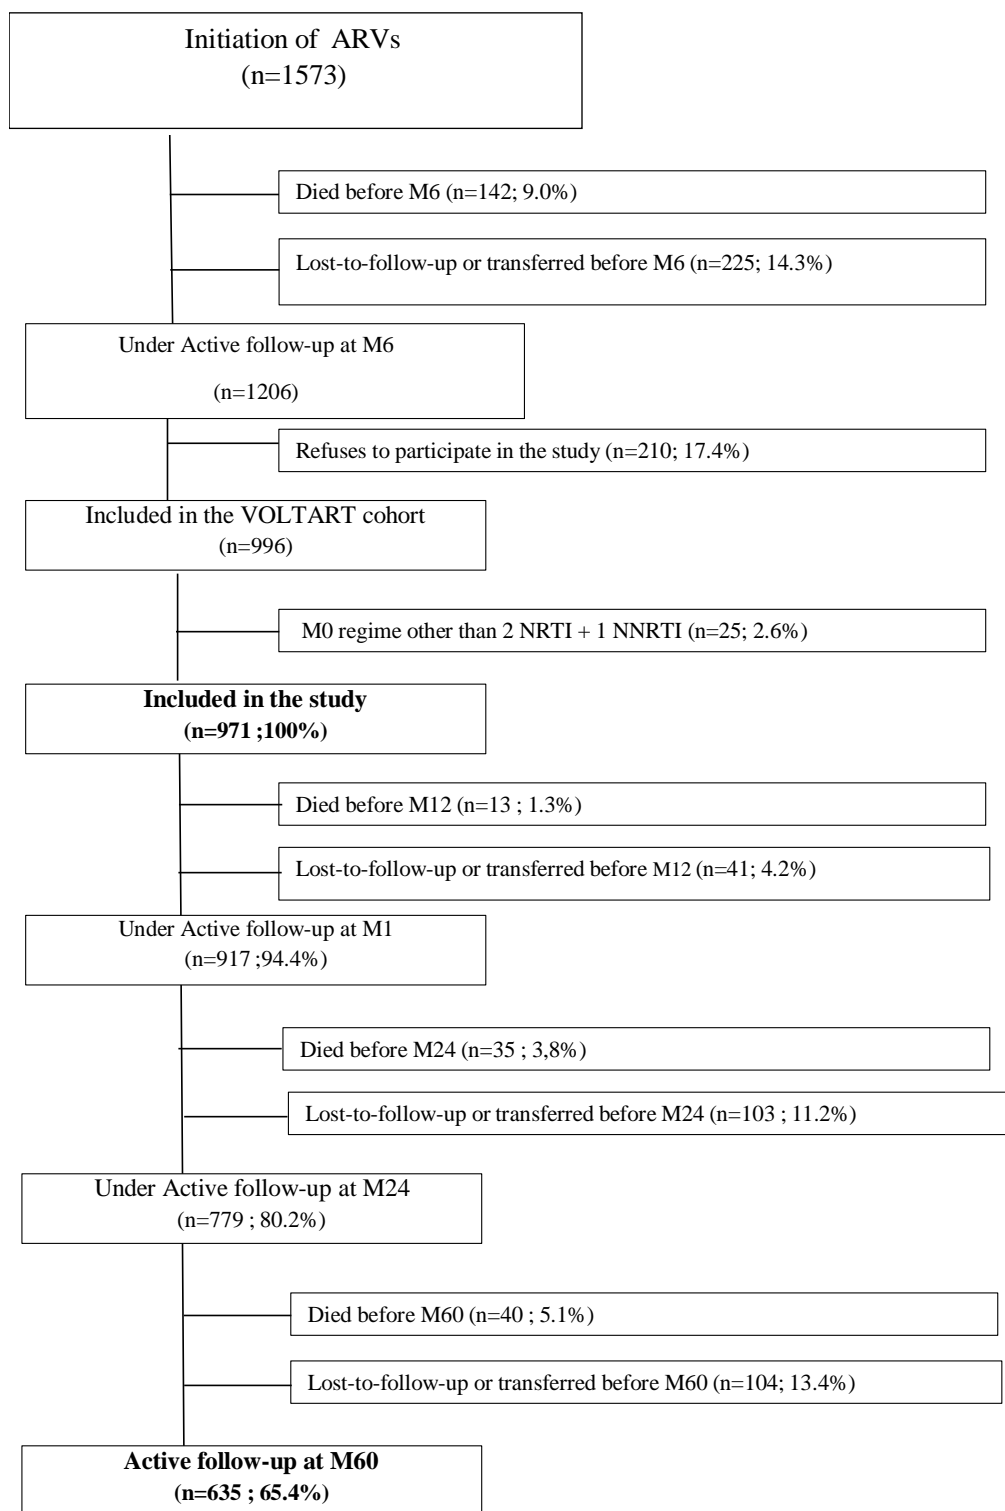 Initiation of ARVs
(n=1573)
Died before M6 (n=142; 9.0%)
Lost-to-follow-up or transferred before M6 (n=225; 14.3%)
Under Active follow-up at M6
(n=1206)
Refuses to participate in the study (n=210; 17.4%)
Included in the VOLTART cohort
(n=996)
M0 regime other than 2 NRTI + 1 NNRTI (n=25; 2.6%)
Included in the study
(n=971 ;100%)
Died before M12 (n=13 ; 1.3%)
Lost-to-follow-up or transferred before M12 (n=41; 4.2%)
Under Active follow-up at M1
(n=917 ;94.4%)
Died before M24 (n=35 ; 3,8%)
Lost-to-follow-up or transferred before M24 (n=103 ; 11.2%)
Under Active follow-up at M24
(n=779 ; 80.2%)
Died before M60 (n=40 ; 5.1%)
Lost-to-follow-up or transferred before M60 (n=104; 13.4%)
Active follow-up at M60
(n=635 ; 65.4%)